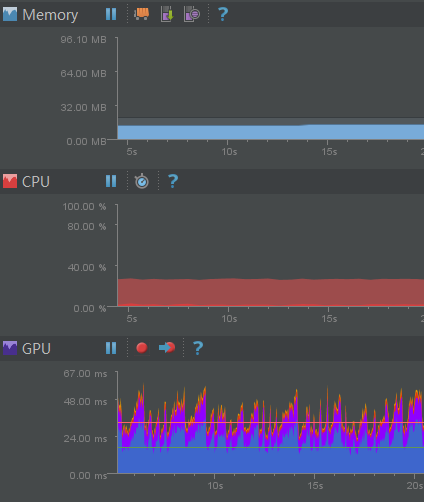 Memory ?
96.10 MB
64.00 MB
32.00 MB
0.00 MB
5s 10s 15s 20s
CPU ?
100.00 %
80.00 %
40.00 %
0.00 %
5s 10s 15s
GPU ?
67.00 ms
48.00 ms
24.00 ms
0.00 ms
10s 15s 20s